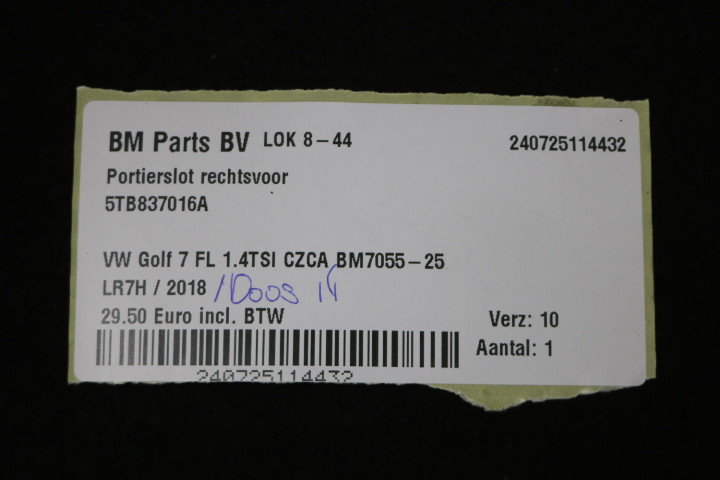 BM Parts BV LOK 8-44 240725114432
Portierslot rechtsvoor
5TB837016A
VW Golf 7 FL 1.4TSI CZCA BM7055-25
LR7H / 2018 / Doos
29.50 Euro incl. BTW Verz: 10
Aantal: 1
240725114432